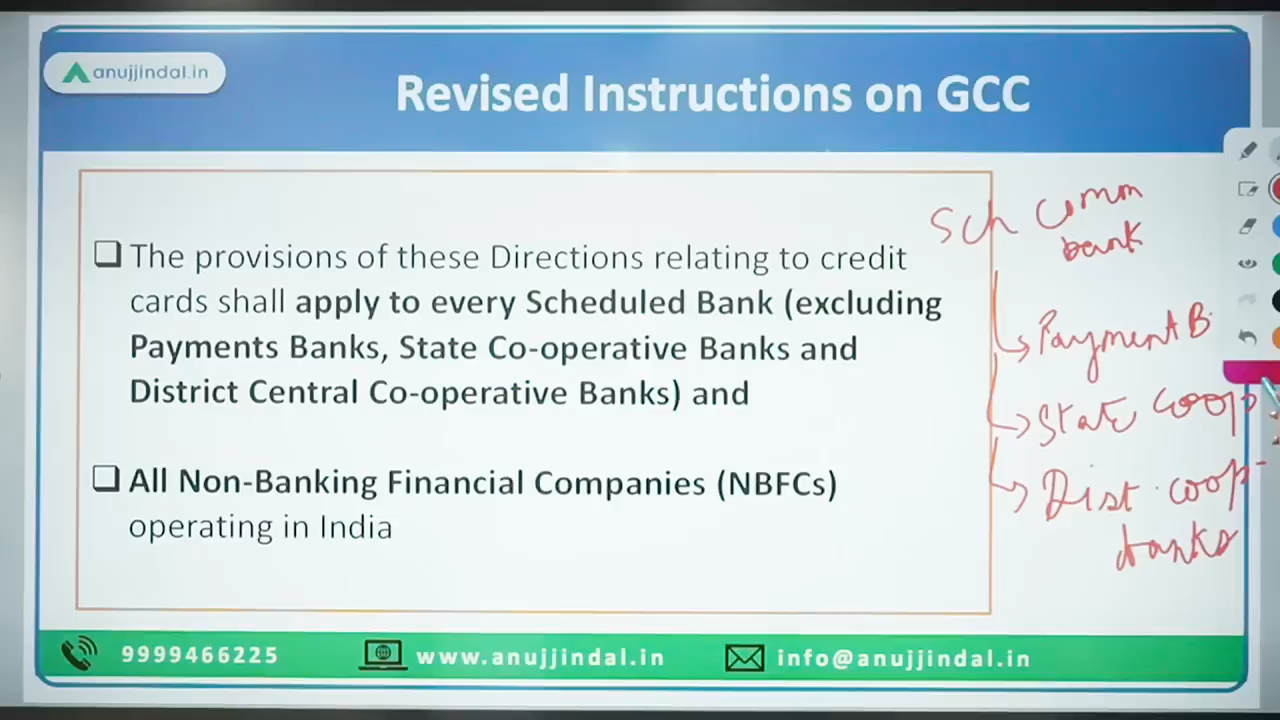 anujjindal.in
Revised Instructions on GCC
The provisions of these Directions relating to credit
cards shall apply to every Scheduled Bank (excluding
Payments Banks, State Co-operative Banks and
District Central Co-operative Banks) and
All Non-Banking Financial Companies (NBFCs)
operating in India
Sch Comm
bank
Payment B.
State Coop
Dist. Coop-
banks
9999466225
www.anujjindal.in
info@anujjindal.in